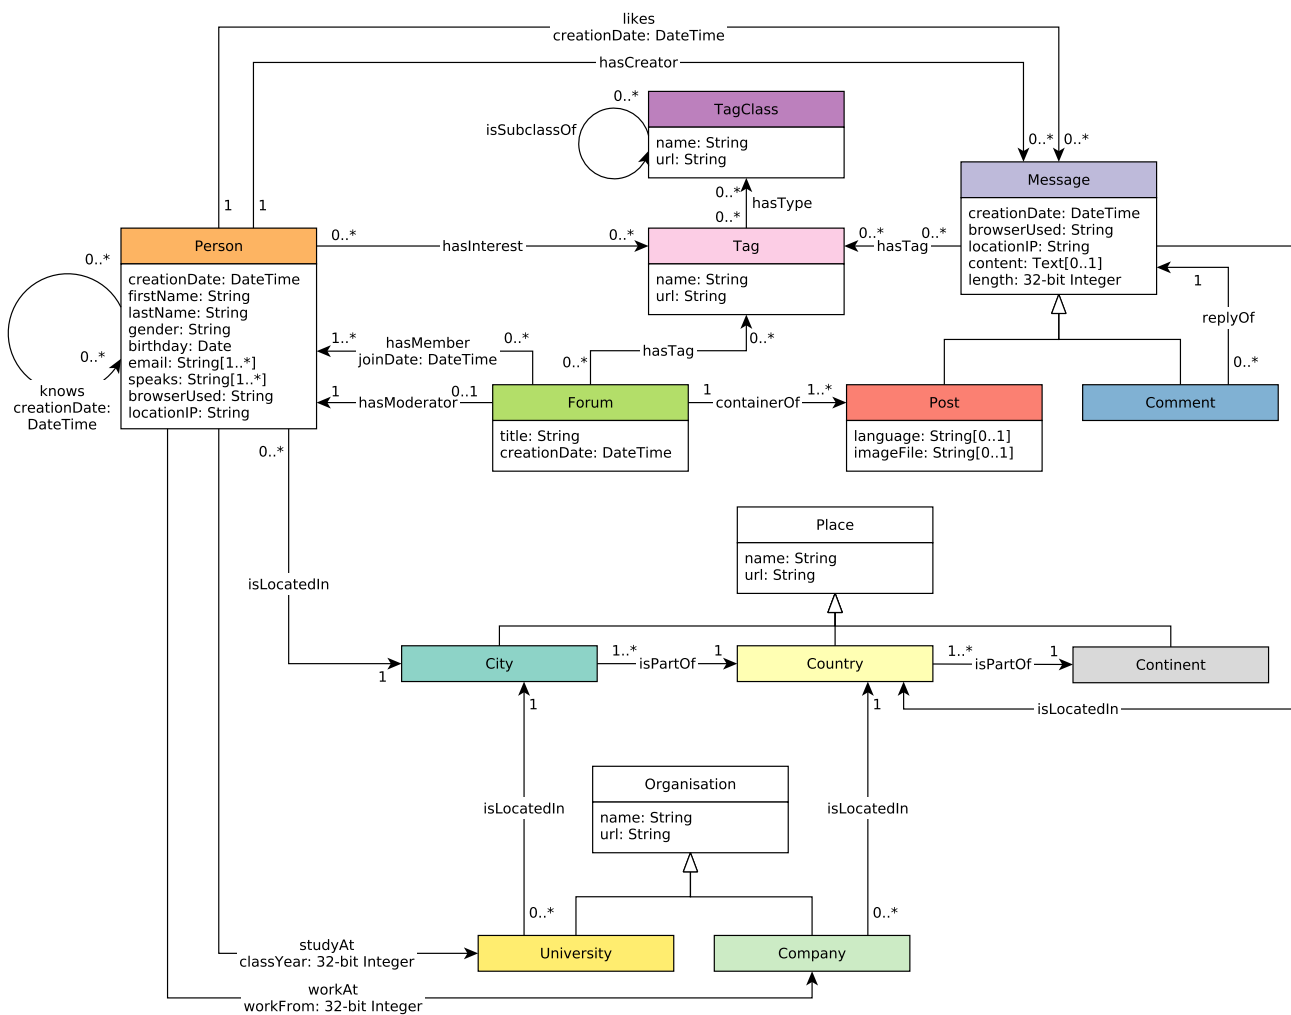 likes
creationDate: DateTime
hasCreator
0..*
TagClass
name: String
url: String
isSubclassOf
0..*
0..*
Message
creationDate: DateTime
browserUsed: String
locationIP: String
content: Text[0..1]
length: 32-bit Integer
0..*
hasType
0..*
1
1
Person
creationDate: DateTime
firstName: String
lastName: String
gender: String
birthday: Date
email: String[1..*]
speaks: String[1..*]
browserUsed: String
locationIP: String
0..*
hasInterest
0..*
Tag
name: String
url: String
0..*
hasTag
0..*
0..*
0..*
knows
creationDate:
DateTime
1
replyOf
0..*
1..*
hasMember
joinDate: DateTime
0..*
0..*
hasTag
0..*
1
hasModerator
0..1
Forum
title: String
creationDate: DateTime
1
containerOf
1..*
Post
language: String[0..1]
imageFile: String[0..1]
Comment
0..*
isLocatedIn
1
Place
name: String
url: String
City
1..*
isPartOf
1
Country
1..*
isPartOf
1
Continent
isLocatedIn
1
isLocatedIn
0..*
1
isLocatedIn
0..*
Organisation
name: String
url: String
University
Company
studyAt
classYear: 32-bit Integer
workAt
workFrom: 32-bit Integer